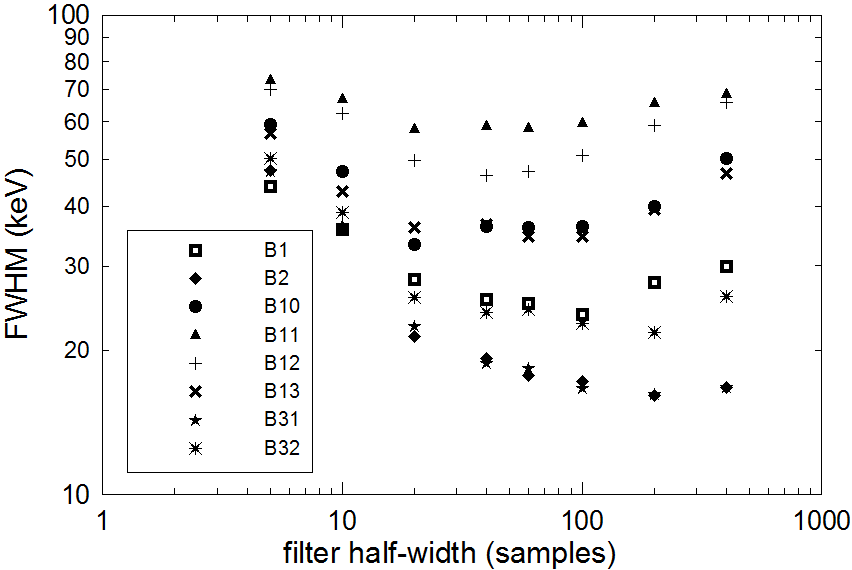 100
90
80
70
60
50
40
30
20
10
FWHM (keV)
B1
B2
B10
B11
B12
B13
B31
B32
1 10 100 1000
filter half-width (samples)